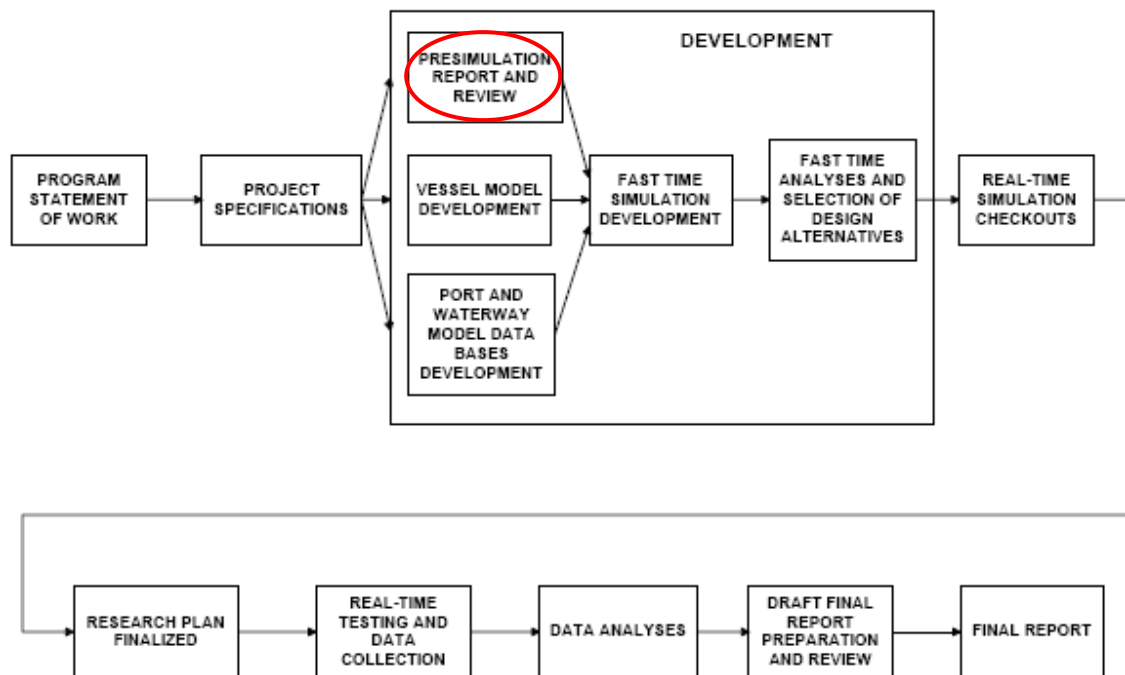 DEVELOPMENT
PRESIMULATION
REPORT AND
REVIEW
PROGRAM
STATEMENT
OF WORK
PROJECT
SPECIFICATIONS
VESSEL MODEL
DEVELOPMENT
PORT AND
WATERWAY
MODEL DATA
BASES
DEVELOPMENT
FAST TIME
SIMULATION
DEVELOPMENT
FAST TIME
ANALYSES AND
SELECTION OF
DESIGN
ALTERNATIVES
REAL-TIME
SIMULATION
CHECKOUTS
RESEARCH PLAN
FINALIZED
REAL-TIME
TESTING AND
DATA
COLLECTION
DATA ANALYSES
DRAFT FINAL
REPORT
PREPARATION
AND REVIEW
FINAL REPORT